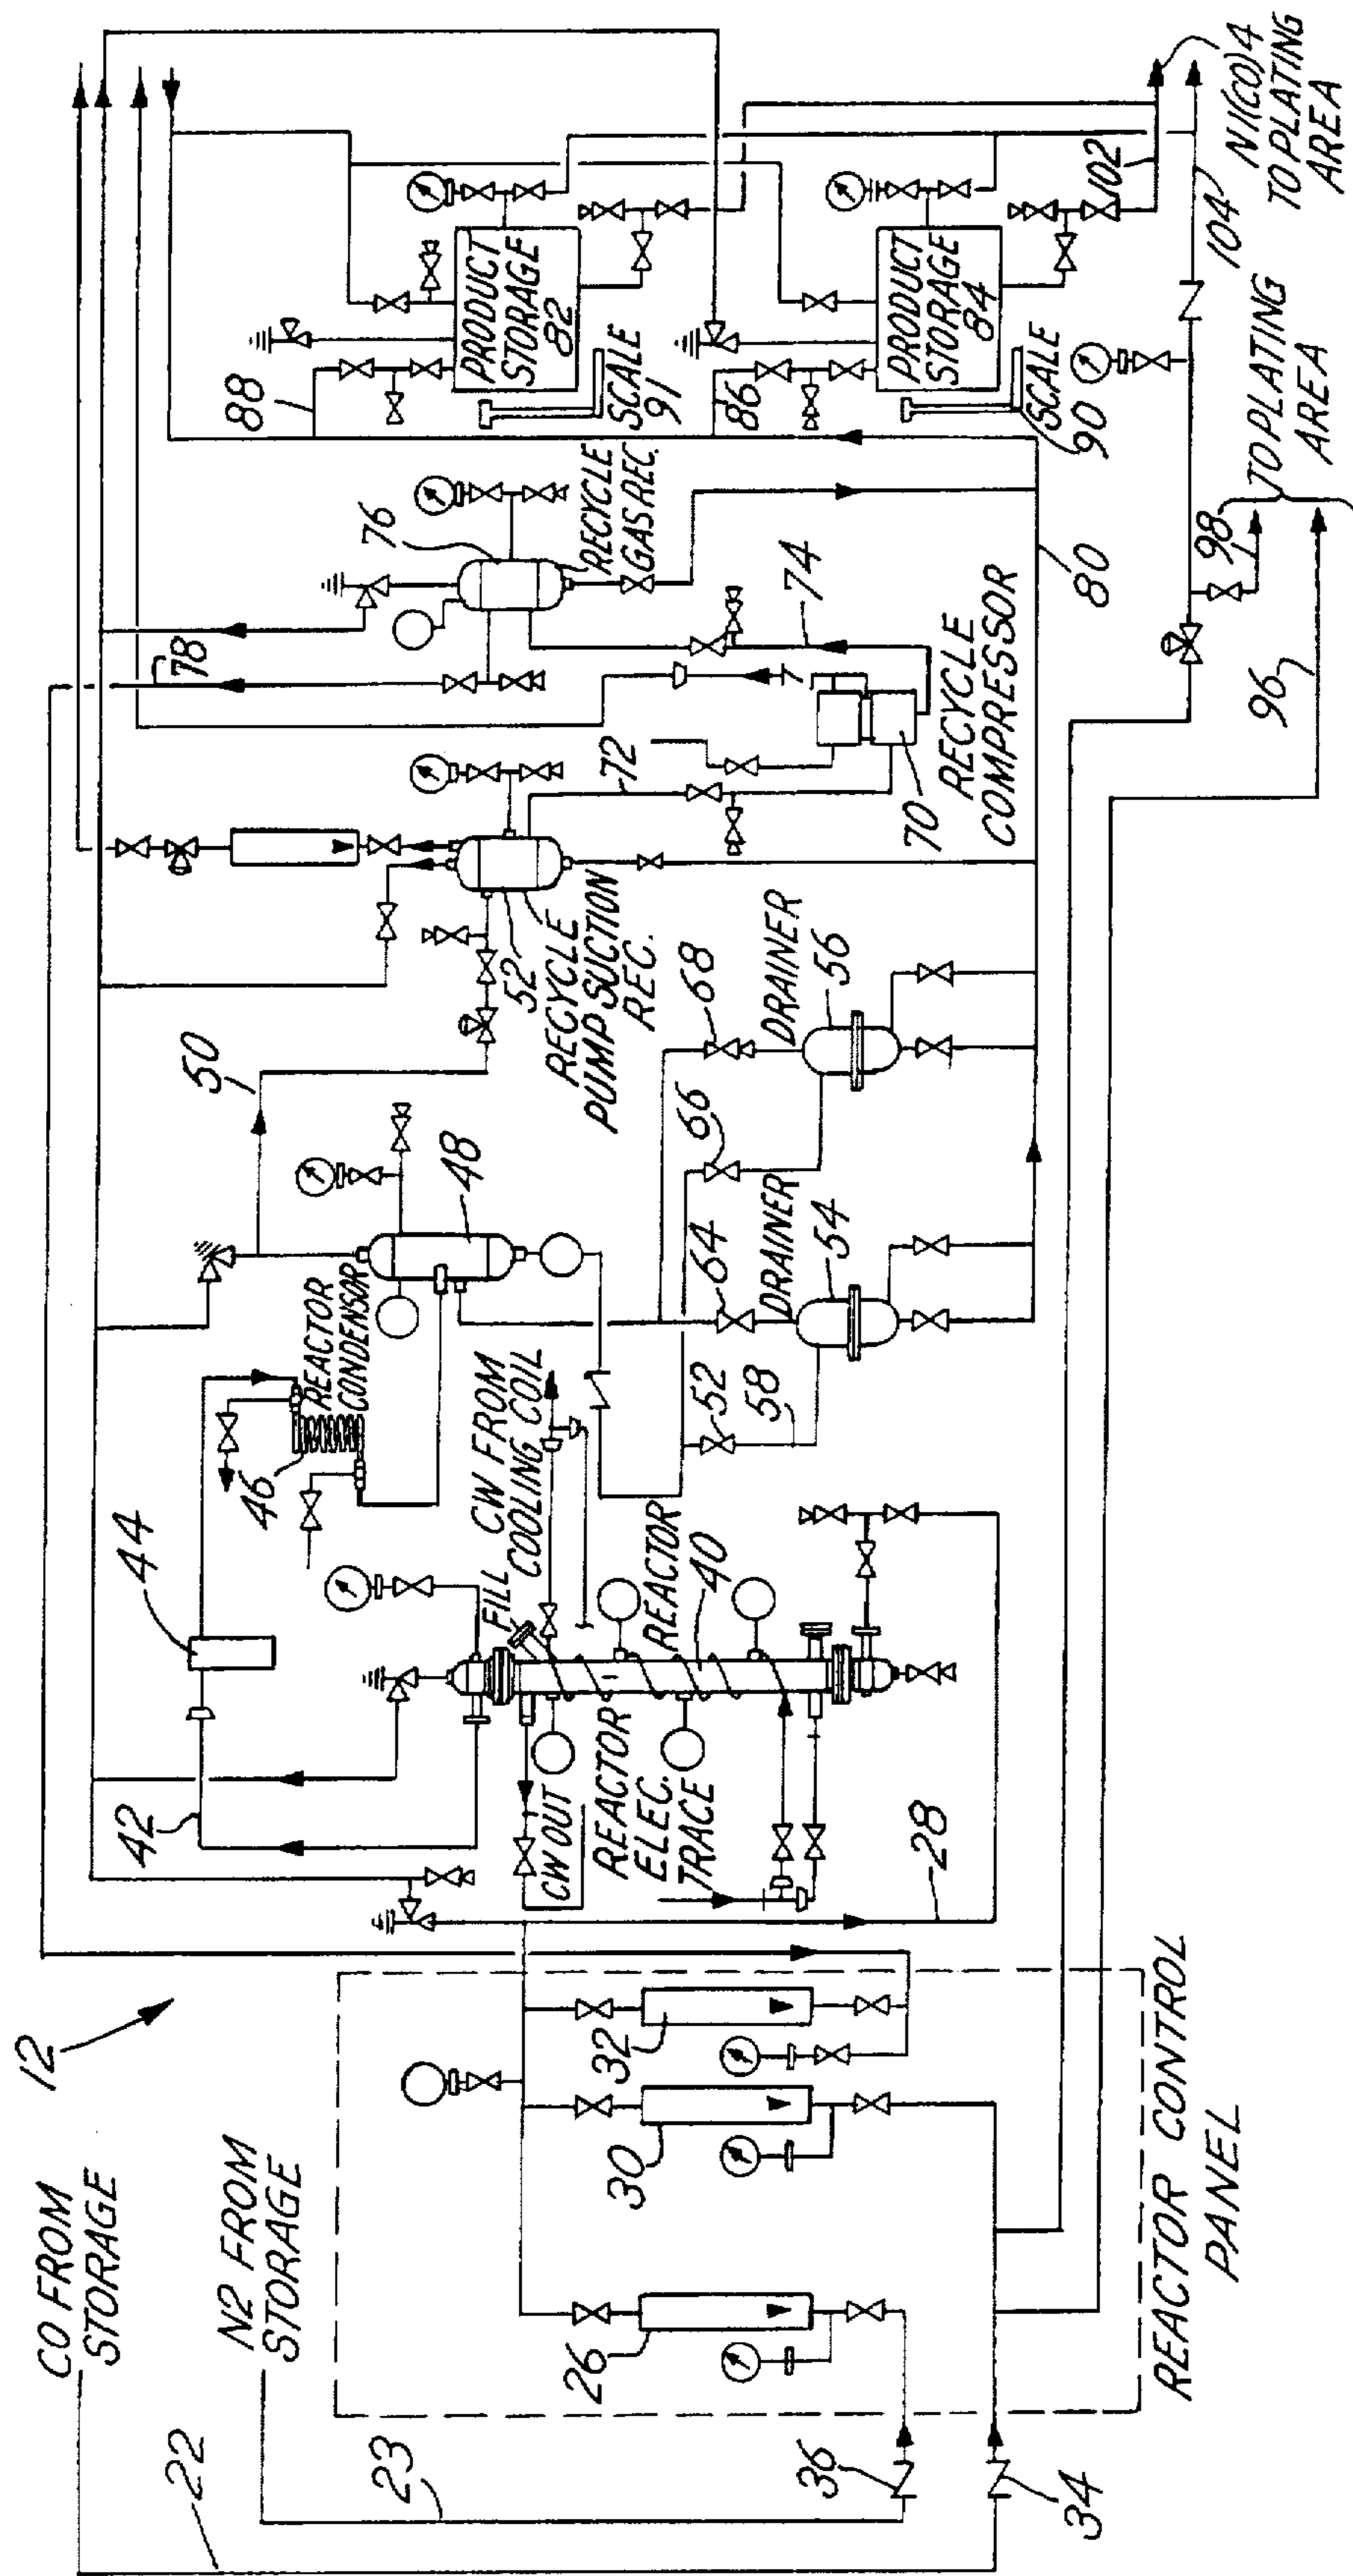 12
CO FROM
STORAGE
N2 FROM
STORAGE
22
23
36
34
26
30
32
REACTOR CONTROL
PANEL
28
42
44
CW OUT
REACTOR
ELEC.
TRACE
FILL
CW FROM
COOLING COIL
REACTOR
40
46
REACTOR
CONDENSOR
48
50
52
58
64
DRAINER
54
66
68
DRAINER
56
52
RECYCLE
PUMP SUCTION
REC.
72
70
RECYCLE
COMPRESSOR
74
76
78
RECYCLE
GAS REC.
80
88
PRODUCT
STORAGE
82
SCALE
91
86
PRODUCT
STORAGE
84
SCALE
90
96
98
TO PLATING
AREA
102
104
NI(CO)4
TO PLATING
AREA